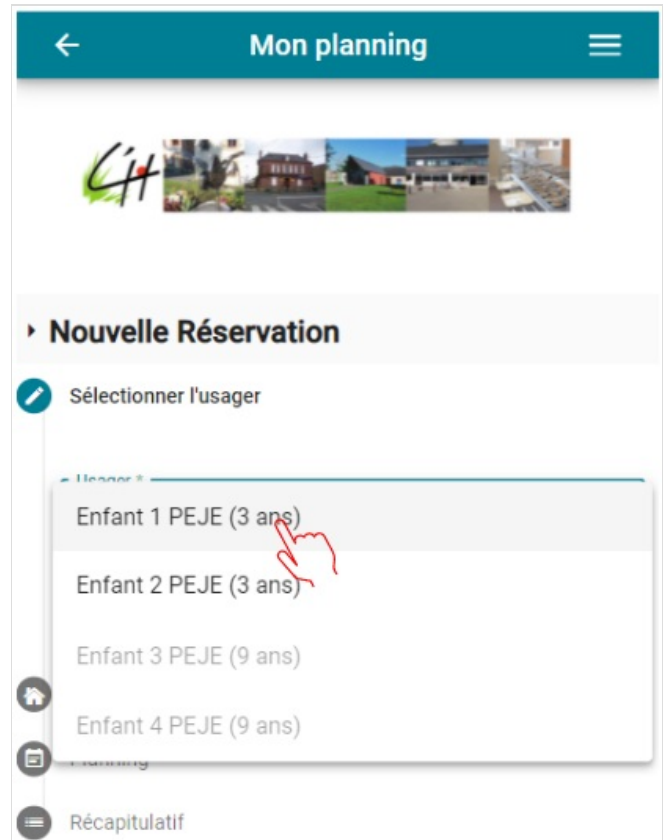 Mon planning
Nouvelle Réservation
Sélectionner l'usager
Usager *
Enfant 1 PEJE (3 ans)
Enfant 2 PEJE (3 ans)
Enfant 3 PEJE (9 ans)
Enfant 4 PEJE (9 ans)
Planning
Récapitulatif